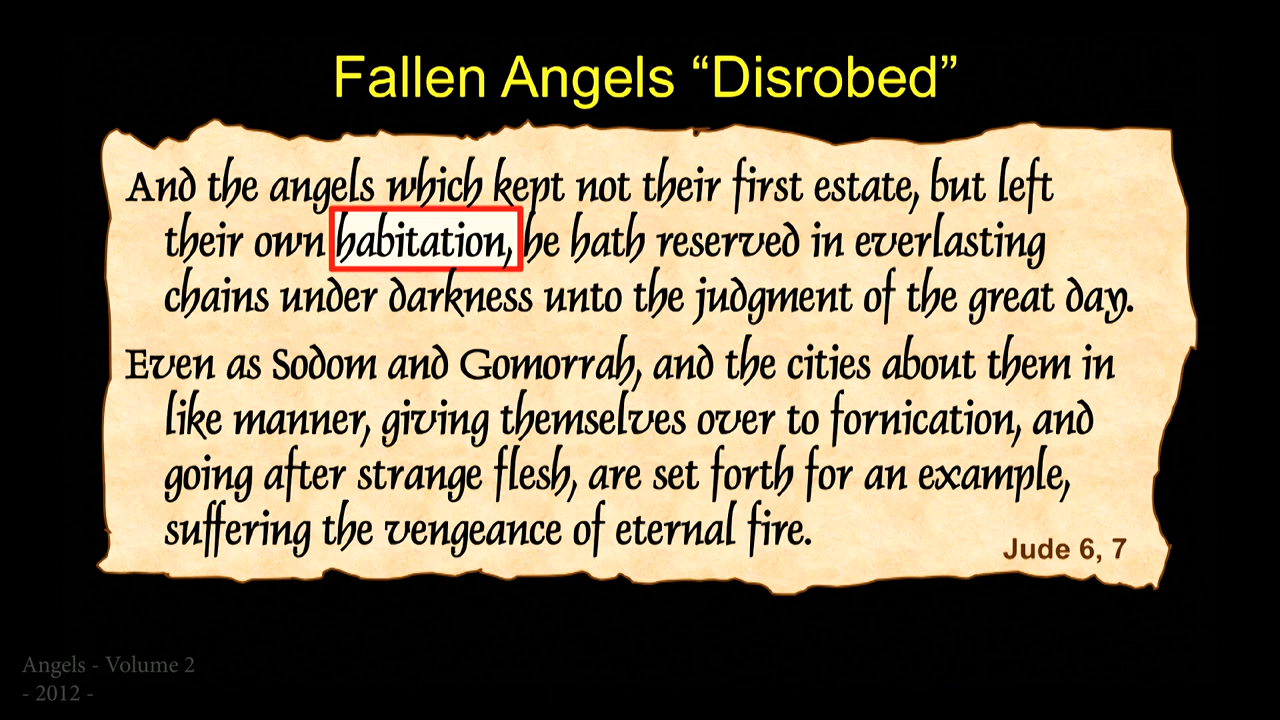 Fallen Angels “Disrobed”
And the angels which kept not their first estate, but left
their own habitation, he hath reserved in everlasting
chains under darkness unto the judgment of the great day.
Even as Sodom and Gomorrah, and the cities about them in
like manner, giving themselves over to fornication, and
going after strange flesh, are set forth for an example,
suffering the vengeance of eternal fire.
Jude 6, 7
Angels - Volume 2
- 2012 -